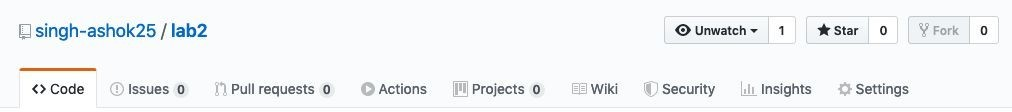 singh-ashok25 / lab2 Unwatch 1 Star 0 Fork 0
Code Issues 0 Pull requests 0 Actions Projects 0 Wiki Security Insights Settings